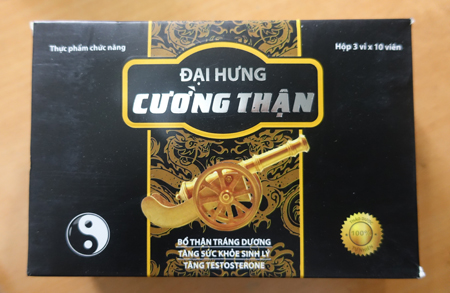 Thực phẩm chức năng
Hộp 3 vỉ x 10 viên
ĐẠI HƯNG
CƯỜNG THẬN
BỔ THẬN TRÁNG DƯƠNG
TĂNG SỨC KHỎE SINH LÝ
TĂNG TESTOSTERONE
100%